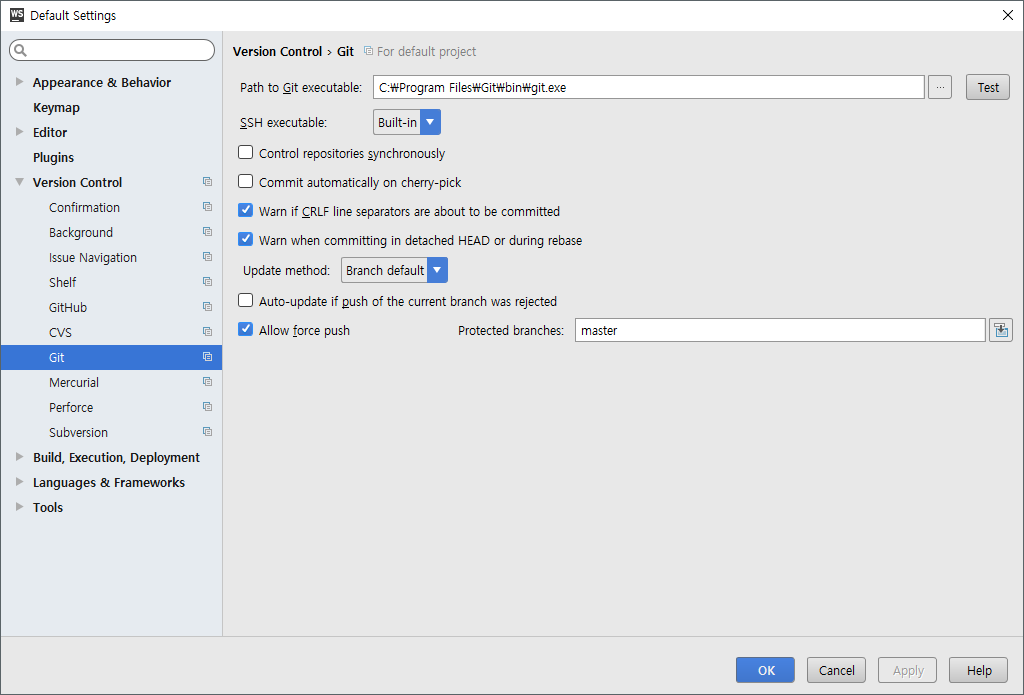 WS Default Settings
Appearance & Behavior
Keymap
Editor
Plugins
Version Control
Confirmation
Background
Issue Navigation
Shelf
GitHub
CVS
Git
Mercurial
Perforce
Subversion
Build, Execution, Deployment
Languages & Frameworks
Tools
Version Control › Git For default project
Path to Git executable: C:₩Program Files₩Git₩bin₩git.exe ... Test
SSH executable: Built-in
Control repositories synchronously
Commit automatically on cherry-pick
Warn if CRLF line separators are about to be committed
Warn when committing in detached HEAD or during rebase
Update method: Branch default
Auto-update if push of the current branch was rejected
Allow force push Protected branches: master
OK Cancel Apply Help